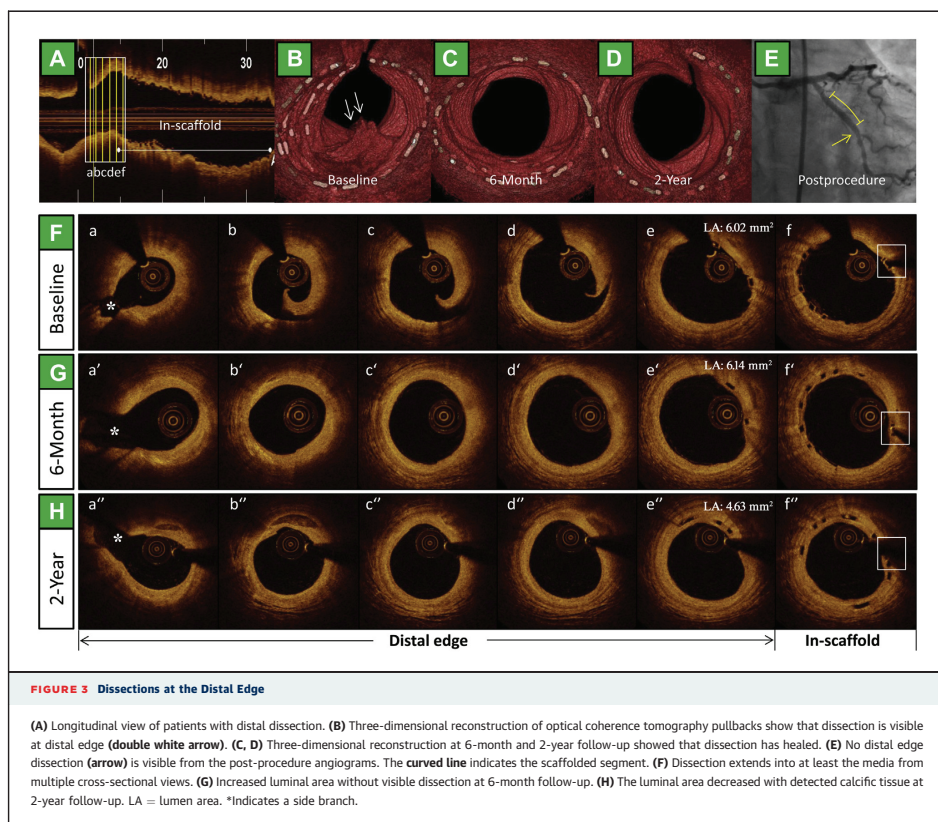 A
0
20
30
In-scaffold
abcdef
B
Baseline
C
6-Month
D
2-Year
E
Postprocedure
F
Baseline
a
*
b
c
d
e
LA: 6.02 mm²
f
G
6-Month
a'
*
b'
c'
d'
e'
LA: 6.14 mm²
f'
H
2-Year
a''
*
b''
c''
d''
e''
LA: 4.63 mm²
f''
Distal edge
In-scaffold
FIGURE 3 Dissections at the Distal Edge
(A) Longitudinal view of patients with distal dissection. (B) Three-dimensional reconstruction of optical coherence tomography pullbacks show that dissection is visible
at distal edge (double white arrow). (C, D) Three-dimensional reconstruction at 6-month and 2-year follow-up showed that dissection has healed. (E) No distal edge
dissection (arrow) is visible from the post-procedure angiograms. The curved line indicates the scaffolded segment. (F) Dissection extends into at least the media from
multiple cross-sectional views. (G) Increased luminal area without visible dissection at 6-month follow-up. (H) The luminal area decreased with detected calcific tissue at
2-year follow-up. LA = lumen area. *Indicates a side branch.